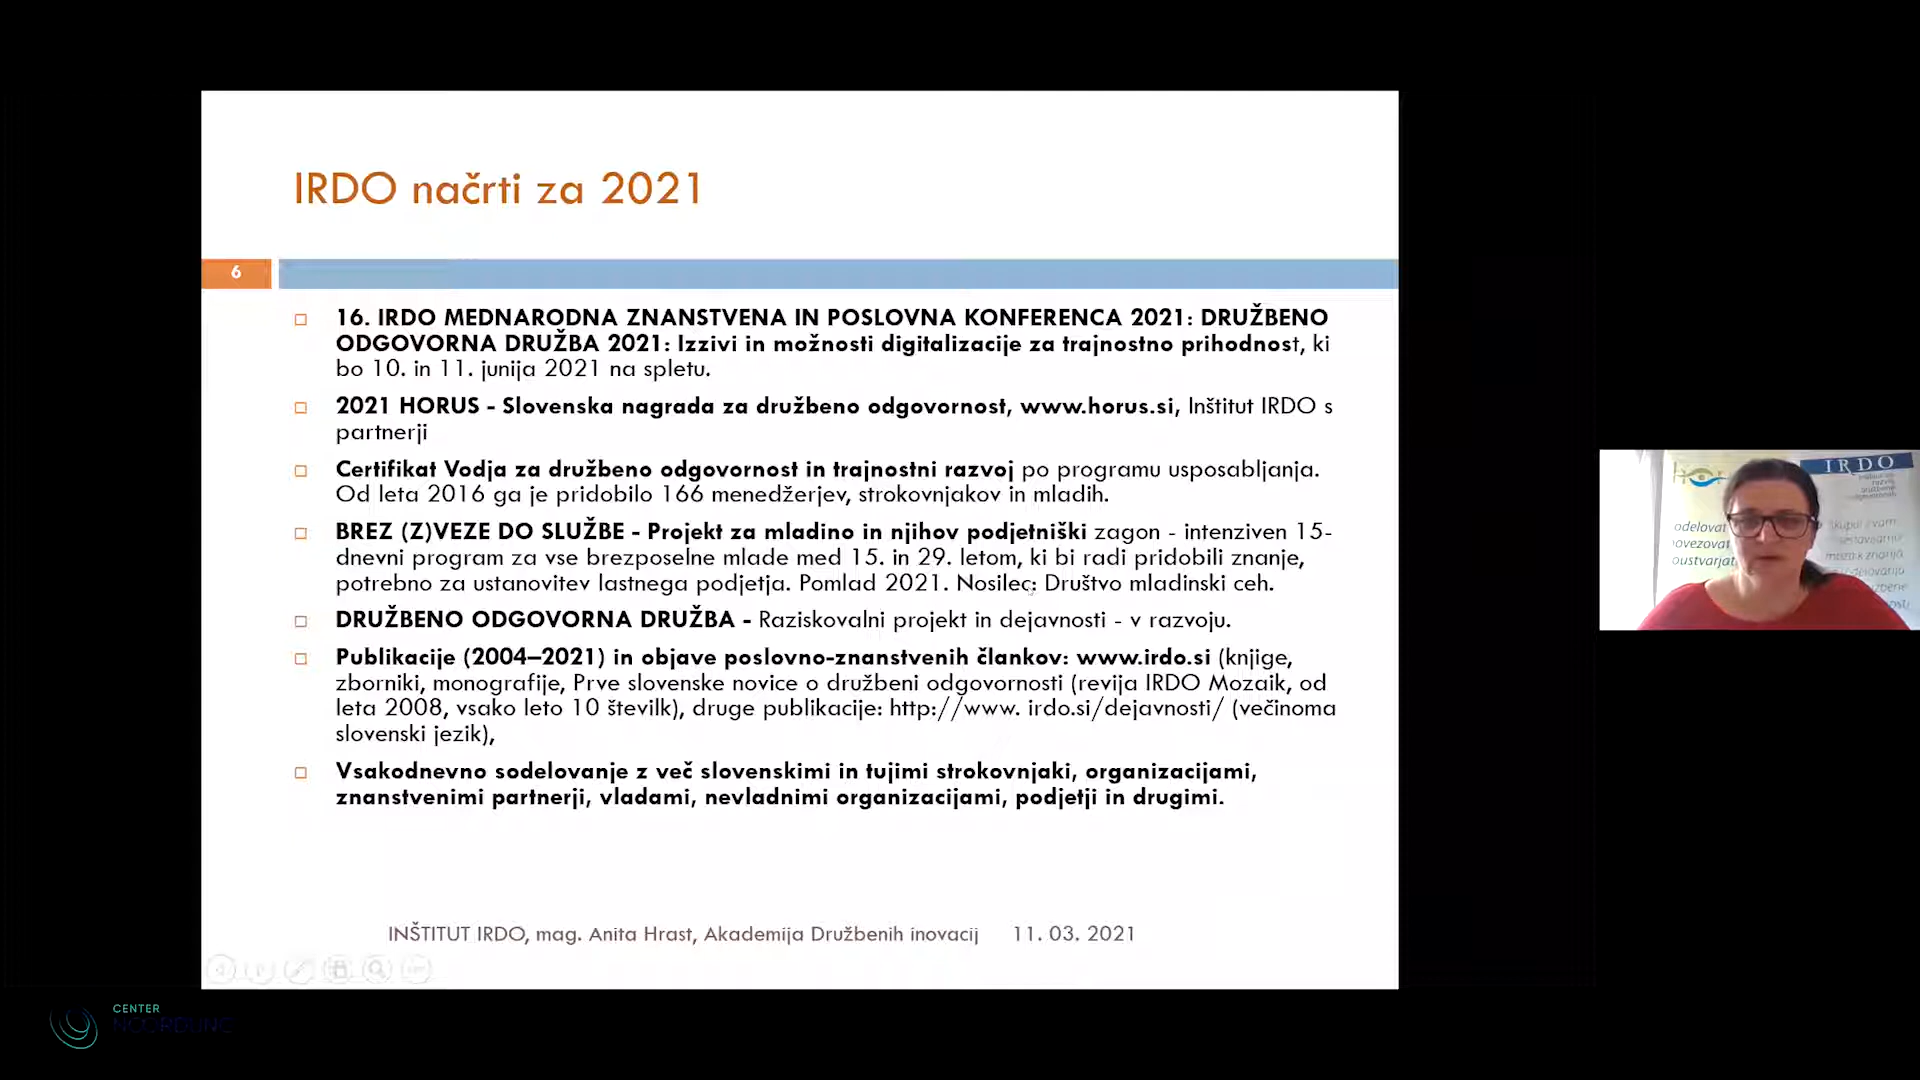 IRDO načrti za 2021
6
16. IRDO MEDNARODNA ZNANSTVENA IN POSLOVNA KONFERENCA 2021: DRUŽBENO
ODGOVORNA DRUŽBA 2021: Izzivi in možnosti digitalizacije za trajnostno prihodnost, ki
bo 10. in 11. junija 2021 na spletu.
2021 HORUS - Slovenska nagrada za družbeno odgovornost, www.horus.si, Inštitut IRDO s
partnerji
Certifikat Vodja za družbeno odgovornost in trajnostni razvoj po programu usposabljanja.
Od leta 2016 ga je pridobilo 166 menedžerjev, strokovnjakov in mladih.
BREZ (Z)VEZE DO SLUŽBE - Projekt za mladino in njihov podjetniški zagon - intenziven 15-
dnevni program za vse brezposelne mlade med 15. in 29. letom, ki bi radi pridobili znanje,
potrebno za ustanovitev lastnega podjetja. Pomlad 2021. Nosilec: Društvo mladinski ceh.
DRUŽBENO ODGOVORNA DRUŽBA - Raziskovalni projekt in dejavnosti - v razvoju.
Publikacije (2004–2021) in objave poslovno-znanstvenih člankov: www.irdo.si (knjige,
zborniki, monografije, Prve slovenske novice o družbeni odgovornosti (revija IRDO Mozaik, od
leta 2008, vsako leto 10 številk), druge publikacije: http://www. irdo.si/dejavnosti/ (večinoma
slovenski jezik),
Vsakodnevno sodelovanje z več slovenskimi in tujimi strokovnjaki, organizacijami,
znanstvenimi partnerji, vladami, nevladnimi organizacijami, podjetji in drugimi.
INŠTITUT IRDO, mag. Anita Hrast, Akademija Družbenih inovacij 11. 03. 2021
CENTER
NOORDUNG
IRDO
mozaik znanja